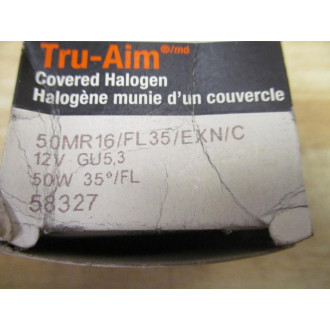 Tru-Aim®/md
Covered Halogen
Halogène munie d'un couvercle
50MR16/FL35/EXN/C
12V GU5,3
50W 35°/FL
58327